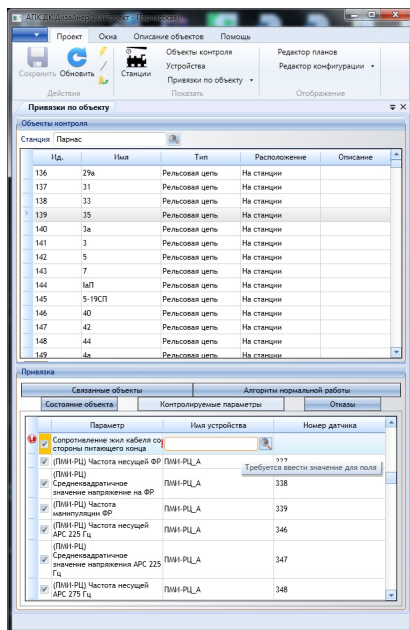 АПК ДК Дизайнер
Проект Окна Описание объектов Помощь
Сохранить Обновить Станции
Объекты контроля
Устройства
Привязки по объекту
Редактор планов
Редактор конфигурации
Действия Показать Отображение
Привязки по объекту
Объекты контроля
Станция Парнас
Ид. Имя Тип Расположение Описание
136 29а Рельсовая цепь На станции
137 31 Рельсовая цепь На станции
138 33 Рельсовая цепь На станции
139 35 Рельсовая цепь На станции
140 3а Рельсовая цепь На станции
141 3 Рельсовая цепь На станции
142 5 Рельсовая цепь На станции
143 7 Рельсовая цепь На станции
144 IаП Рельсовая цепь На станции
145 5-19СП Рельсовая цепь На станции
146 40 Рельсовая цепь На станции
147 42 Рельсовая цепь На станции
148 44 Рельсовая цепь На станции
149 4а Рельсовая цепь На станции
Привязка
Связанные объекты Алгоритм нормальной работы
Состояние объекта Контролируемые параметры Отказы
Параметр Имя устройства Номер датчика
Сопротивление жил кабеля со
стороны питающего конца
(ПМИ-РЦ) Частота несущей ФР ПМИ-РЦ_А 337
Требуется ввести значение для поля
(ПМИ-РЦ)
Среднеквадратичное
значение напряжение на ФР ПМИ-РЦ_А 338
(ПМИ-РЦ) Частота
манипуляции ФР ПМИ-РЦ_А 339
(ПМИ-РЦ) Частота несущей
АРС 225 Гц ПМИ-РЦ_А 346
(ПМИ-РЦ)
Среднеквадратичное
значение напряжения АРС 225
Гц ПМИ-РЦ_А 347
(ПМИ-РЦ) Частота несущей
АРС 275 Гц ПМИ-РЦ_А 348